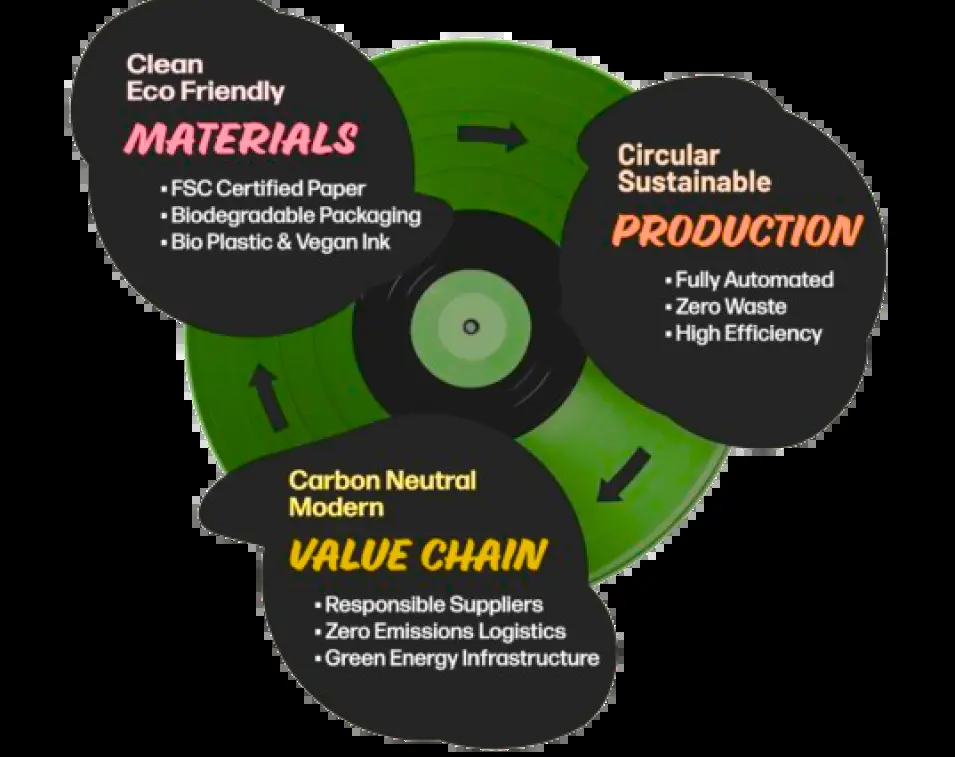 Clean
Eco Friendly
MATERIALS
• FSC Certified Paper
• Biodegradable Packaging
• Bio Plastic & Vegan Ink
Circular
Sustainable
PRODUCTION
• Fully Automated
• Zero Waste
• High Efficiency
Carbon Neutral
Modern
VALUE CHAIN
• Responsible Suppliers
• Zero Emissions Logistics
• Green Energy Infrastructure